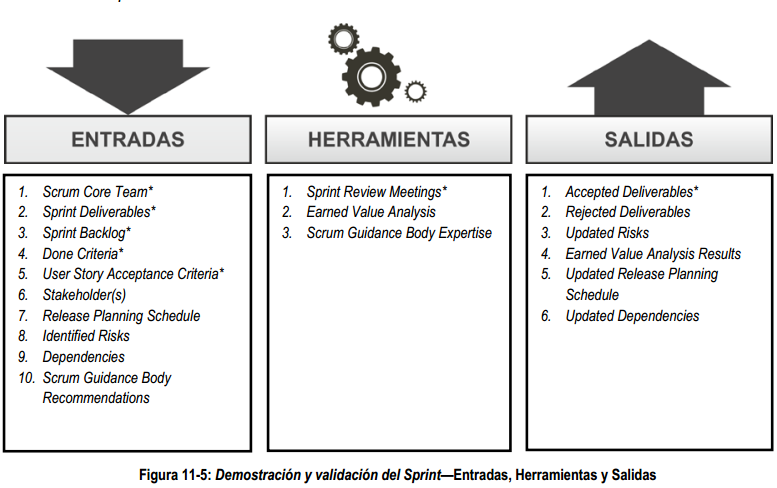 ENTRADAS
1. Scrum Core Team*
2. Sprint Deliverables*
3. Sprint Backlog*
4. Done Criteria*
5. User Story Acceptance Criteria*
6. Stakeholder(s)
7. Release Planning Schedule
8. Identified Risks
9. Dependencies
10. Scrum Guidance Body
Recommendations
HERRAMIENTAS
1. Sprint Review Meetings*
2. Earned Value Analysis
3. Scrum Guidance Body Expertise
SALIDAS
1. Accepted Deliverables*
2. Rejected Deliverables
3. Updated Risks
4. Earned Value Analysis Results
5. Updated Release Planning
Schedule
6. Updated Dependencies
Figura 11-5: Demostración y validación del Sprint—Entradas, Herramientas y Salidas